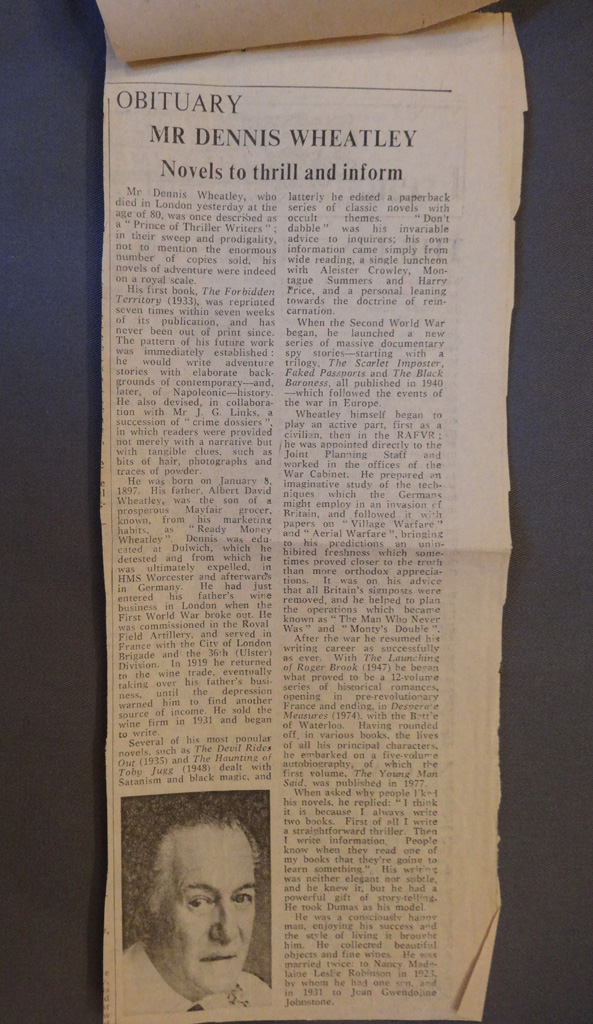 OBITUARY
MR DENNIS WHEATLEY
Novels to thrill and inform
Mr Dennis Wheatley, who
died in London yesterday at the
age of 80, was once described as
a “ Prince of Thriller Writers ” ;
in their sweep and prodigality,
not to mention the enormous
number of copies sold, his
novels of adventure were indeed
on a royal scale.
His first book, The Forbidden
Territory (1933), was reprinted
seven times within seven weeks
of its publication, and has
never been out of print since.
The pattern of his future work
was immediately established :
he would write adventure
stories with elaborate back-
grounds of contemporary—and,
later, of Napoleonic—history.
He also devised, in collabora-
tion with Mr J. G. Links, a
succession of “ crime dossiers ”,
in which readers were provided
not merely with a narrative but
with tangible clues, such as
bits of hair, photographs and
traces of powder.
He was born on January 8,
1897. His father, Albert David
Wheatley, was the son of a
prosperous Mayfair grocer,
known, from his marketing
habits, as “ Ready Money
Wheatley ”. Dennis was edu-
cated at Dulwich, which he
detested and from which he
was ultimately expelled, in
HMS Worcester and afterwards
in Germany. He had just
entered his father's wine
business in London when the
First World War broke out. He
was commissioned in the Royal
Field Artillery, and served in
France with the City of London
Brigade and the 36th (Ulster)
Division. In 1919 he returned
to the wine trade, eventually
taking over his father's busi-
ness, until the depression
warned him to find another
source of income. He sold the
wine firm in 1931 and began
to write.
Several of his most popular
novels, such as The Devil Rides
Out (1935) and The Haunting of
Toby Jugg (1948) dealt with
Satanism and black magic, and
latterly he edited a paperback
series of classic novels with
occult themes. “ Don't
dabble ” was his invariable
advice to inquirers; his own
information came simply from
wide reading, a single luncheon
with Aleister Crowley, Mon-
tague Summers and Harry
Price, and a personal leaning
towards the doctrine of rein-
carnation.
When the Second World War
began, he launched a new
series of massive documentary
spy stories—starting with a
trilogy, The Scarlet Imposter,
Faked Passports and The Black
Baroness, all published in 1940
—which followed the events of
the war in Europe.
Wheatley himself began to
play an active part, first as a
civilian, then in the RAFVR ;
he was appointed directly to the
Joint Planning Staff and
worked in the offices of the
War Cabinet. He prepared an
imaginative study of the tech-
niques which the Germans
might employ in an invasion of
Britain, and followed it with
papers on “ Village Warfare ”
and “ Aerial Warfare ”, bringing
to his predictions an unin-
hibited freshness which some-
times proved closer to the truth
than more orthodox apprecia-
tions. It was on his advice
that all Britain's signposts were
removed, and he helped to plan
the operations which became
known as “ The Man Who Never
Was ” and “ Monty's Double ”.
After the war he resumed his
writing career as successfully
as ever. With The Launching
of Roger Brook (1947) he began
what proved to be a 12-volume
series of historical romances,
opening in pre-revolutionary
France and ending, in Desperate
Measures (1974), with the Battle
of Waterloo. Having rounded
off, in various books, the lives
of all his principal characters,
he embarked on a five-volume
autobiography, of which the
first volume, The Young Man
Said, was published in 1977.
When asked why people liked
his novels, he replied: “ I think
it is because I always write
two books. First of all I write
a straightforward thriller. Then
I write information. People
know when they read one of
my books that they're going to
learn something ”. His writing
was neither elegant nor subtle,
and he knew it, but he had a
powerful gift of story-telling.
He took Dumas as his model.
He was a consciously happy
man, enjoying his success and
the style of living it brought
him. He collected beautiful
objects and fine wines. He was
married twice: to Nancy Made-
laine Leslie Robinson in 1923,
by whom he had one son, and
in 1931 to Joan Gwendoline
Johnstone.